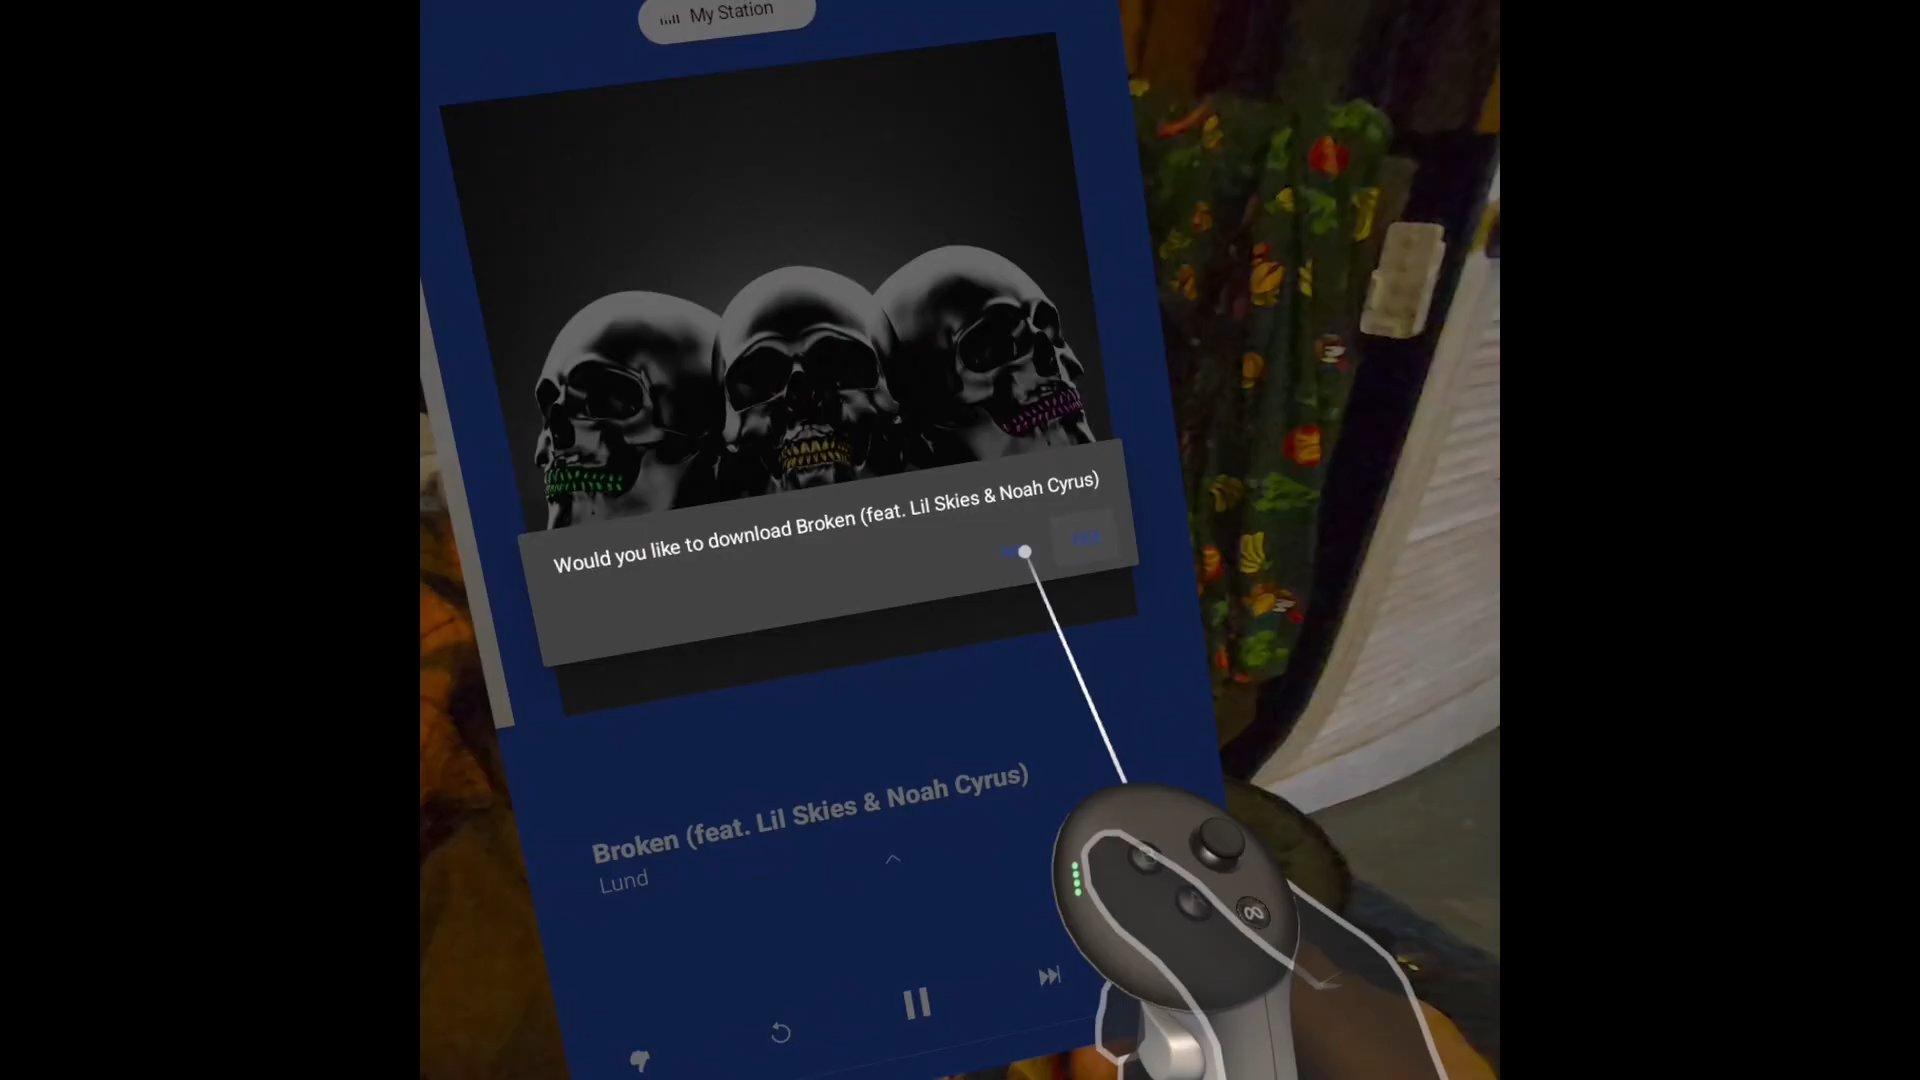 My Station
Would you like to download Broken (feat. Lil Skies & Noah Cyrus)
YES
Broken (feat. Lil Skies & Noah Cyrus)
Lund